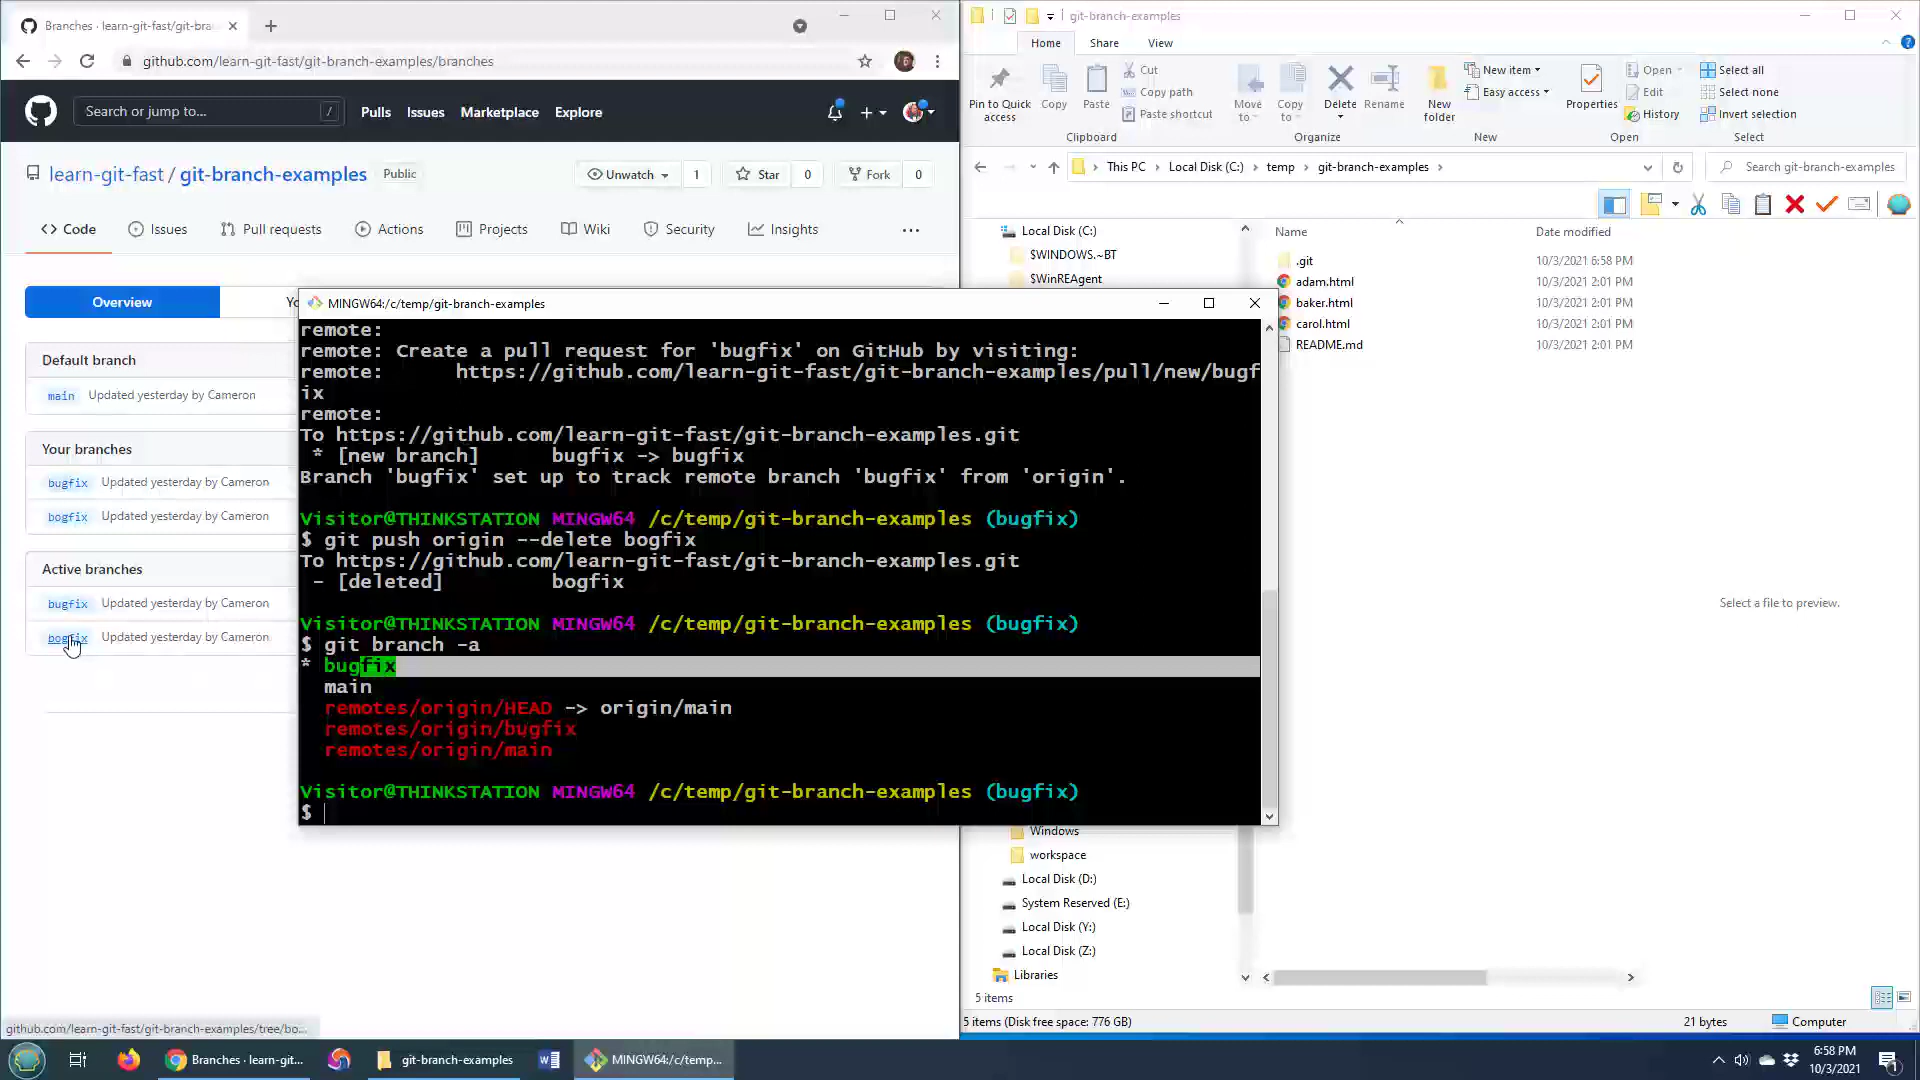 Branches · learn-git-fast/git-bran
github.com/learn-git-fast/git-branch-examples/branches
Search or jump to...
/
Pulls
Issues
Marketplace
Explore
learn-git-fast / git-branch-examples
Public
Unwatch
1
Star
0
Fork
0
Code
Issues
Pull requests
Actions
Projects
Wiki
Security
Insights
Overview
Yo
Default branch
main Updated yesterday by Cameron
Your branches
bugfix Updated yesterday by Cameron
bogfix Updated yesterday by Cameron
Active branches
bugfix Updated yesterday by Cameron
bogfix Updated yesterday by Cameron
github.com/learn-git-fast/git-branch-examples/tree/bo...
MINGW64:/c/temp/git-branch-examples
remote:
remote: Create a pull request for 'bugfix' on GitHub by visiting:
remote:      https://github.com/learn-git-fast/git-branch-examples/pull/new/bugf
ix
remote:
To https://github.com/learn-git-fast/git-branch-examples.git
 * [new branch]      bugfix -> bugfix
Branch 'bugfix' set up to track remote branch 'bugfix' from 'origin'.
Visitor@THINKSTATION MINGW64 /c/temp/git-branch-examples (bugfix)
$ git push origin --delete bogfix
To https://github.com/learn-git-fast/git-branch-examples.git
 - [deleted]         bogfix
Visitor@THINKSTATION MINGW64 /c/temp/git-branch-examples (bugfix)
$ git branch -a
* bugfix
  main
  remotes/origin/HEAD -> origin/main
  remotes/origin/bugfix
  remotes/origin/main
Visitor@THINKSTATION MINGW64 /c/temp/git-branch-examples (bugfix)
$
git-branch-examples
Home
Share
View
Pin to Quick access
Copy
Paste
Cut
Copy path
Paste shortcut
Clipboard
Move to
Copy to
Delete
Rename
Organize
New folder
New item
Easy access
New
Properties
Open
Edit
History
Open
Select all
Select none
Invert selection
Select
This PC
Local Disk (C:)
temp
git-branch-examples
Search git-branch-examples
Local Disk (C:)
$WINDOWS.~BT
$WinREAgent
Windows
workspace
Local Disk (D:)
System Reserved (E:)
Local Disk (Y:)
Local Disk (Z:)
Libraries
Name
Date modified
.git 10/3/2021 6:58 PM
adam.html 10/3/2021 2:01 PM
baker.html 10/3/2021 2:01 PM
carol.html 10/3/2021 2:01 PM
README.md 10/3/2021 2:01 PM
Select a file to preview.
5 items
5 items (Disk free space: 776 GB)
21 bytes
Computer
Branches · learn-git...
git-branch-examples
MINGW64:/c/temp...
6:58 PM
10/3/2021
1